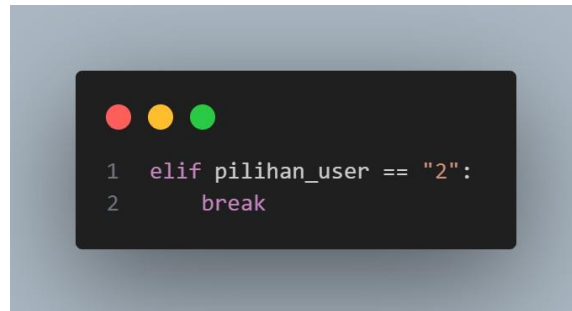 1 elif pilihan_user == "2":
2     break